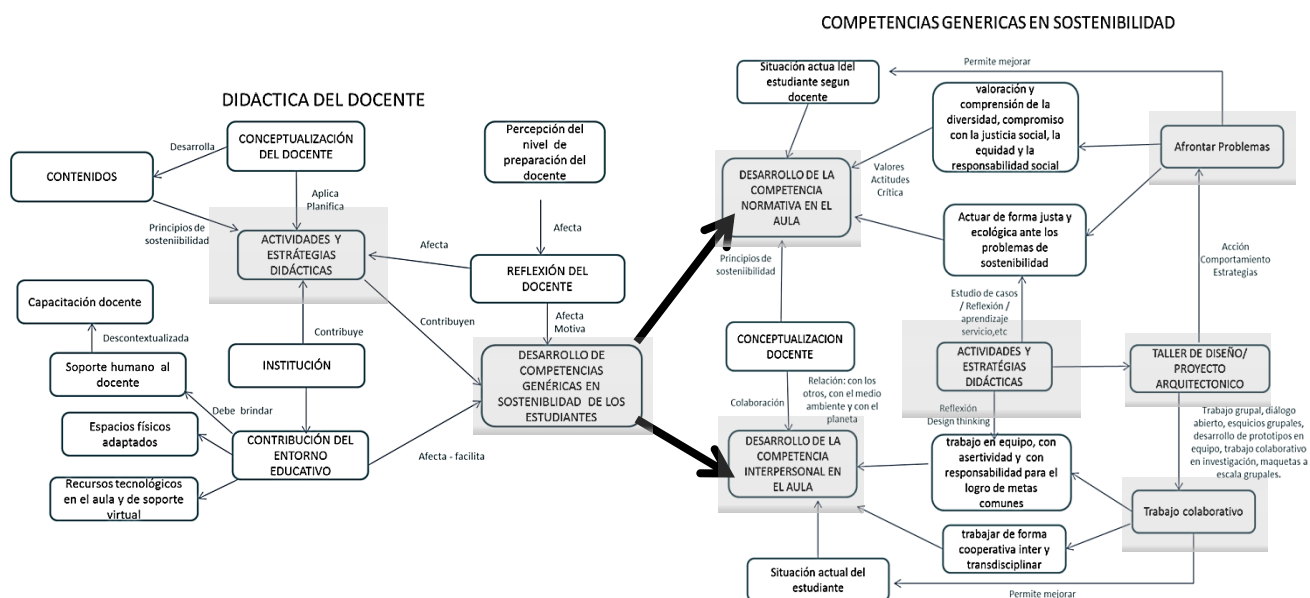 COMPETENCIAS GENERICAS EN SOSTENIBILIDAD
DIDACTICA DEL DOCENTE
CONCEPTUALIZACIÓN
DEL DOCENTE
Desarrolla
CONTENIDOS
Aplica
Planifica
Principios de
sosteniibilidad
ACTIVIDADES Y
ESTRÁTEGIAS
DIDÁCTICAS
Percepción del
nivel de
preparación del
docente
Afecta
Afecta
REFLEXIÓN DEL
DOCENTE
Afecta
Motiva
Capacitación docente
Descontextualizada
Contribuye
Contribuyen
Soporte humano al
docente
INSTITUCIÓN
DESARROLLO DE
COMPETENCIAS
GENÉRICAS EN
SOSTENIBLIDAD DE LOS
ESTUDIANTES
Debe brindar
Espacios físicos
adaptados
CONTRIBUCIÓN DEL
ENTORNO
EDUCATIVO
Afecta - facilita
Recursos tecnológicos
en el aula y de soporte
virtual
Situación actua ldel
estudiante segun
docente
Permite mejorar
valoración y
comprensión de la
diversidad, compromiso
con la justicia social, la
equidad y la
responsabilidad social
Afrontar Problemas
DESARROLLO DE LA
COMPETENCIA
NORMATIVA EN EL
AULA
Valores
Actitudes
Crítica
Actuar de forma justa y
ecológica ante los
problemas de
sostenibilidad
Principios de
sosteniibilidad
Acción
Comportamiento
Estrategias
Estudio de casos
/ Reflexión /
aprendizaje
servicio,etc
CONCEPTUALIZACION
DOCENTE
ACTIVIDADES Y
ESTRATÉGIAS
DIDÁCTICAS
TALLER DE DISEÑO/
PROYECTO
ARQUITECTONICO
Colaboración
Relación: con los
otros, con el medio
ambiente y con el
planeta
Reflexión
Design thinking
Trabajo grupal, diálogo
abierto, esquicios grupales,
desarrollo de prototipos en
equipo, trabajo colaborativo
en investigación, maquetas a
escala grupales.
DESARROLLO DE LA
COMPETENCIA
INTERPERSONAL EN
EL AULA
trabajo en equipo, con
asertividad y con
responsabilidad para el
logro de metas
comunes
Trabajo colaborativo
trabajar de forma
cooperativa inter y
transdisciplinar
Situación actual del
estudiante
Permite mejorar